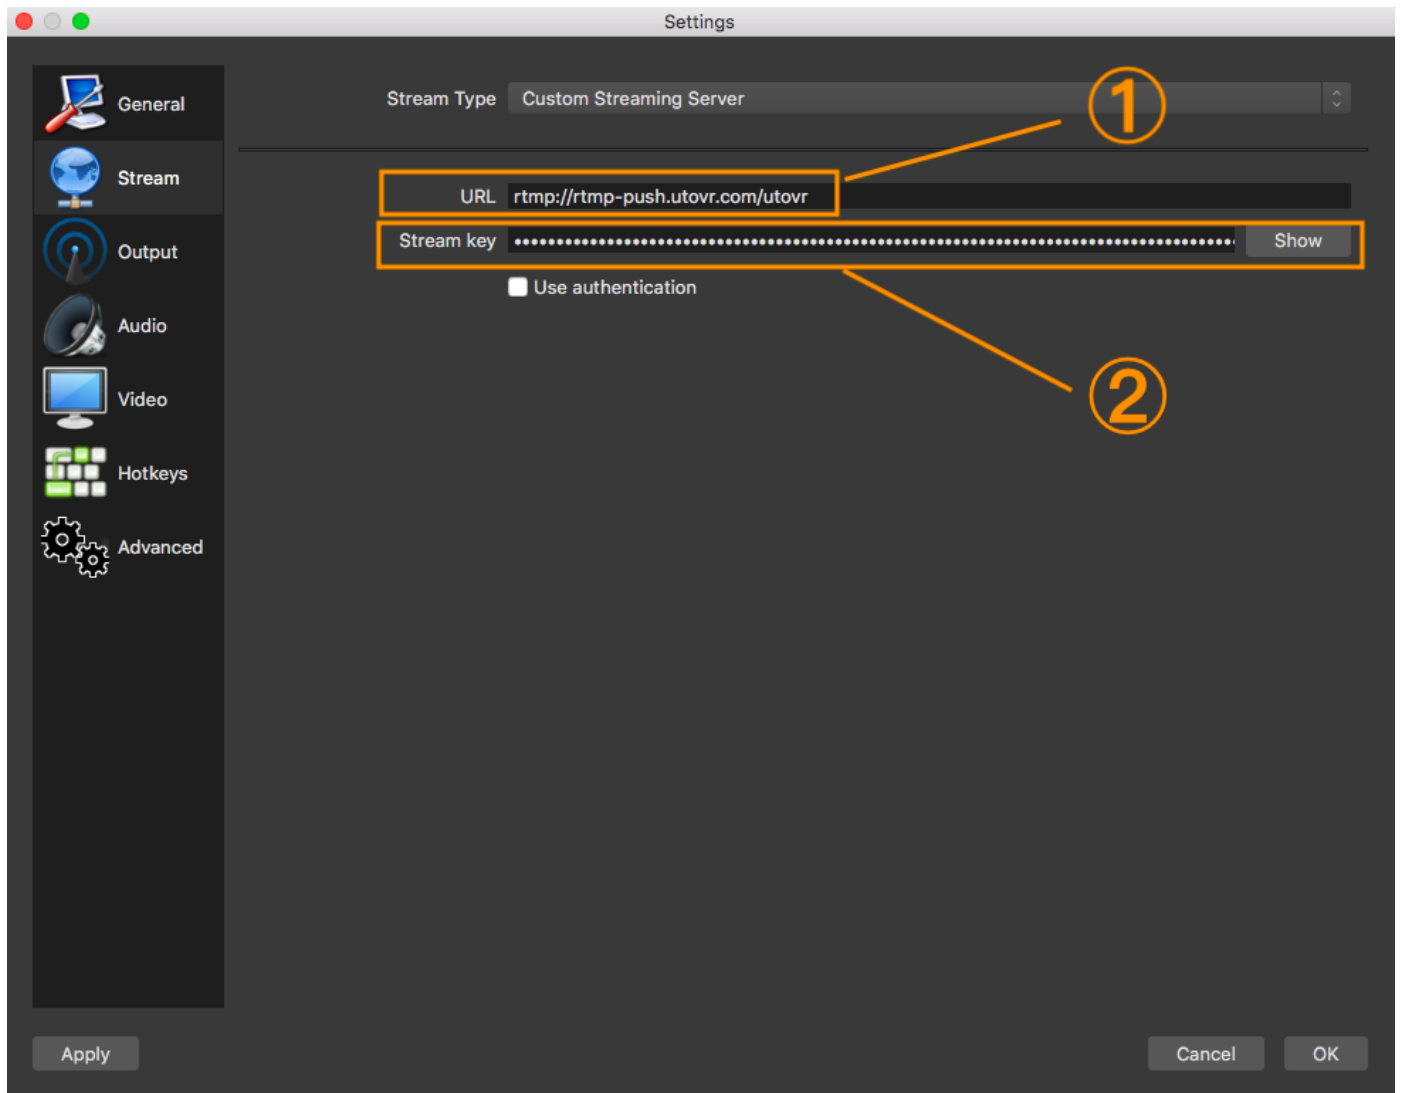 Settings
General
Stream
Output
Audio
Video
Hotkeys
Advanced
Stream Type Custom Streaming Server
①
URL rtmp://rtmp-push.utovr.com/utovr
Stream key Show
Use authentication
②
Apply Cancel OK